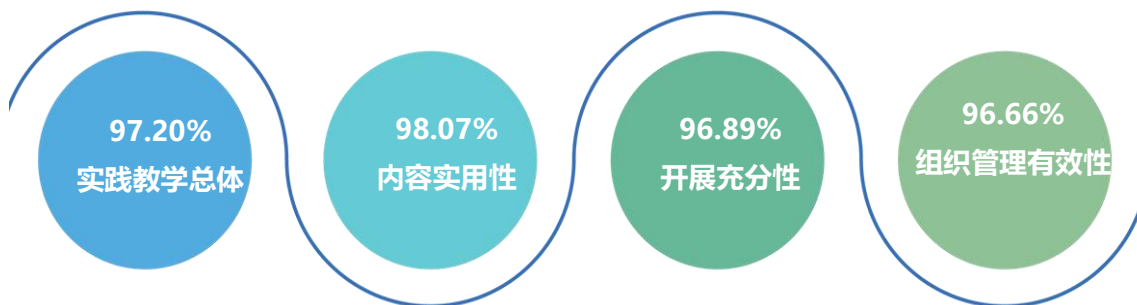 97.20%
实践教学总体
98.07%
内容实用性
96.89%
开展充分性
96.66%
组织管理有效性